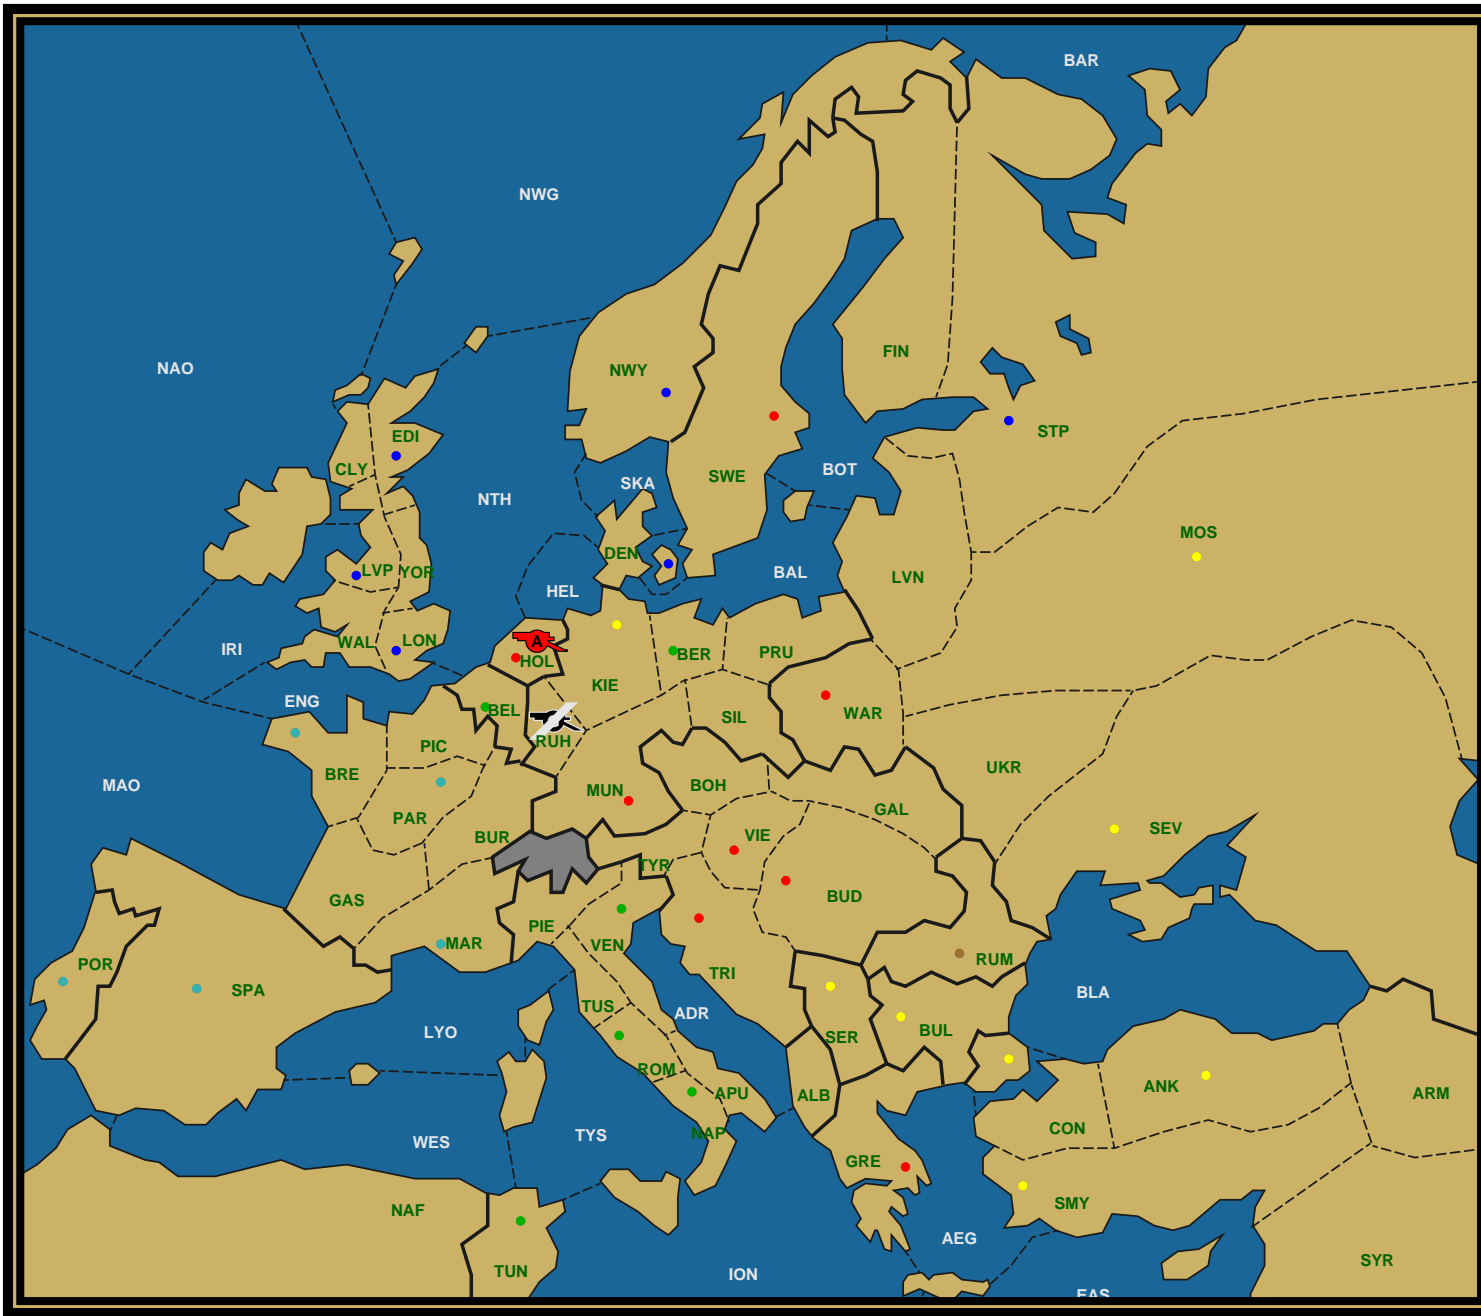 BAR
NWG
NAO
FIN
NWY
EDI
STP
CLY
SKA
BOT
SWE
NTH
MOS
DEN
LVP
YOR
BAL
LVN
HEL
WAL
LON
IRI
A
HOL
BER
PRU
KIE
ENG
BEL
WAR
SIL
RUH
PIC
UKR
BRE
MAO
MUN
BOH
GAL
PAR
SEV
BUR
VIE
TYR
BUD
GAS
PIE
MAR
VEN
RUM
POR
TRI
SPA
BLA
TUS
ADR
LYO
BUL
SER
ROM
ANK
APU
ALB
ARM
CON
NAP
TYS
WES
GRE
SMY
NAF
AEG
SYR
TUN
ION
EAS